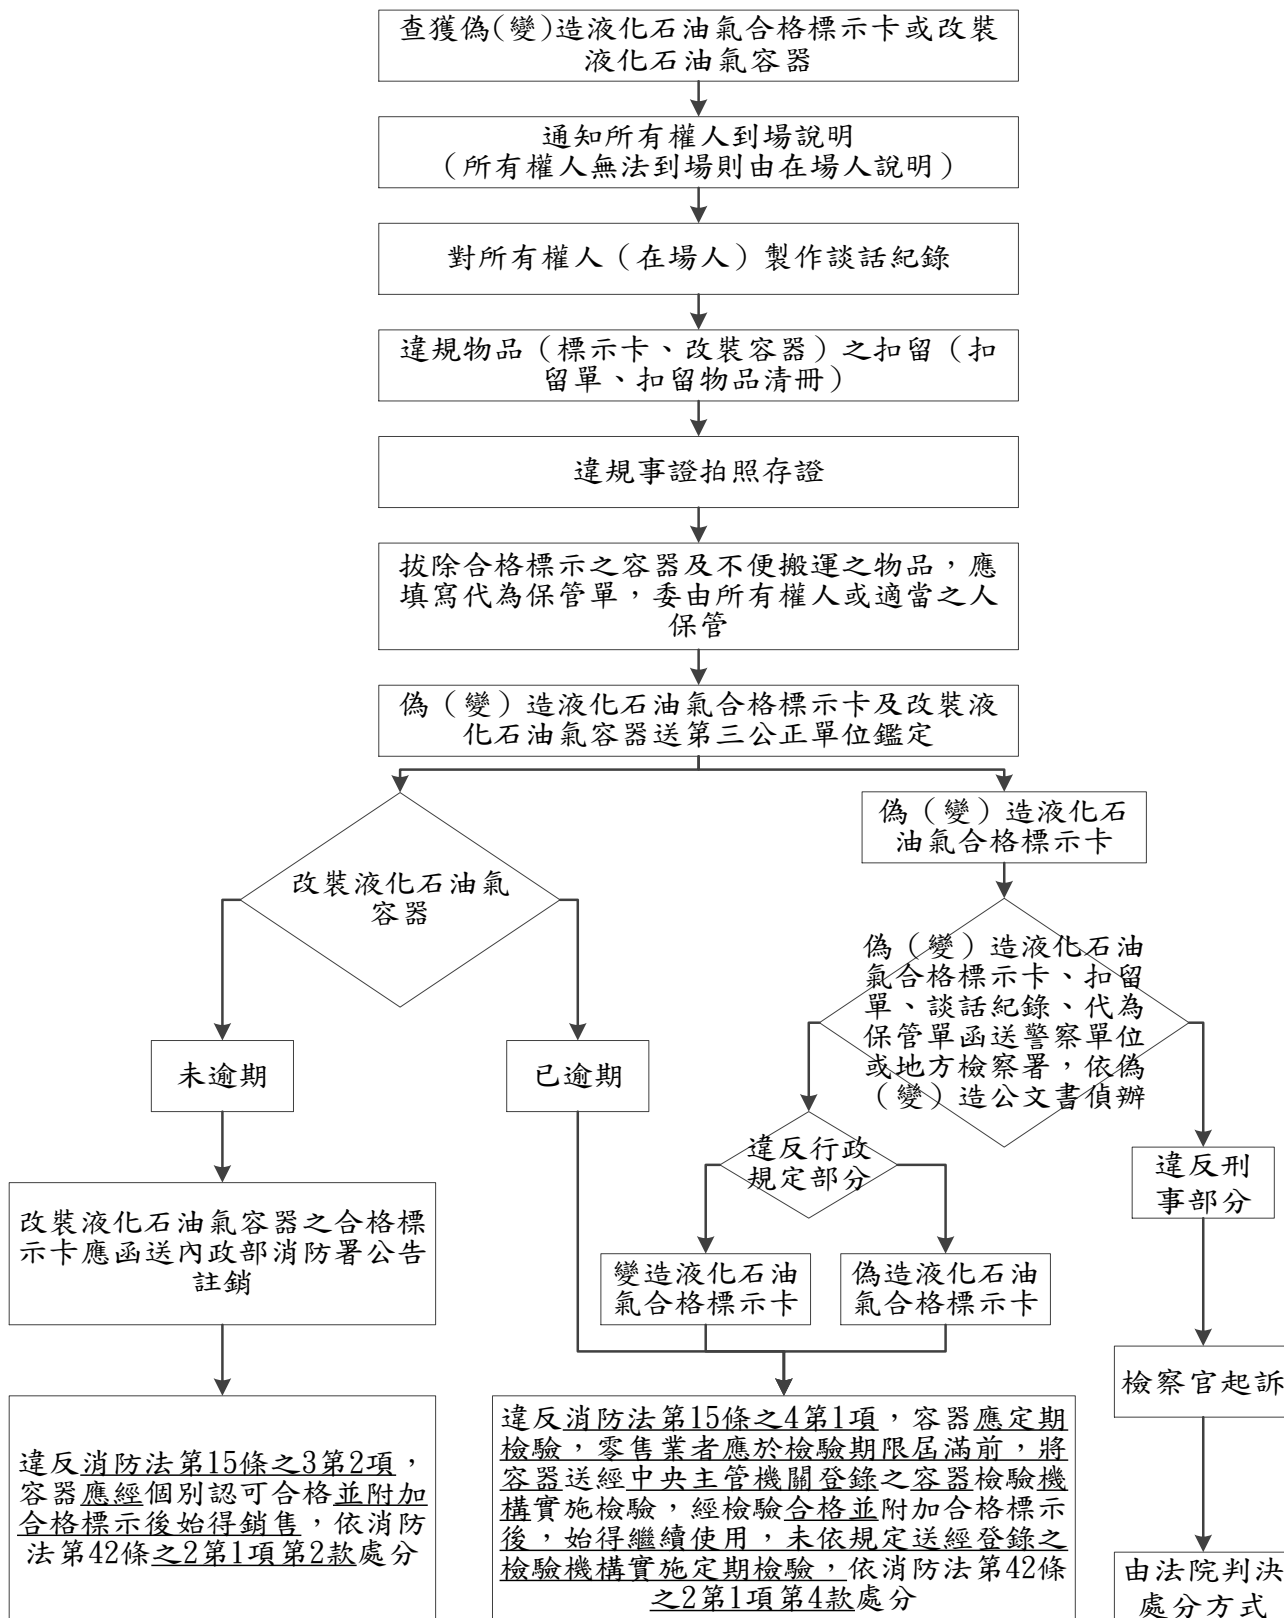 查獲偽(變)造液化石油氣合格標示卡或改裝
液化石油氣容器
通知所有權人到場說明
（所有權人無法到場則由在場人說明）
對所有權人（在場人）製作談話紀錄
違規物品（標示卡、改裝容器）之扣留（扣
留單、扣留物品清冊）
違規事證拍照存證
拔除合格標示之容器及不便搬運之物品，應
填寫代為保管單，委由所有權人或適當之人
保管
偽（變）造液化石油氣合格標示卡及改裝液
化石油氣容器送第三公正單位鑑定
改裝液化石油氣
容器
偽（變）造液化石
油氣合格標示卡
偽（變）造液化石油
氣合格標示卡、扣留
單、談話紀錄、代為
保管單函送警察單位
或地方檢察署，依偽
（變）造公文書偵辦
未逾期
已逾期
違反行政
規定部分
違反刑
事部分
改裝液化石油氣容器之合格標
示卡應函送內政部消防署公告
註銷
變造液化石油
氣合格標示卡
偽造液化石油
氣合格標示卡
檢察官起訴
違反消防法第15條之3第2項，
容器應經個別認可合格並附加
合格標示後始得銷售，依消防
法第42條之2第1項第2款處分
違反消防法第15條之4第1項，容器應定期
檢驗，零售業者應於檢驗期限屆滿前，將
容器送經中央主管機關登錄之容器檢驗機
構實施檢驗，經檢驗合格並附加合格標示
後，始得繼續使用，未依規定送經登錄之
檢驗機構實施定期檢驗，依消防法第42條
之2第1項第4款處分
由法院判決
處分方式